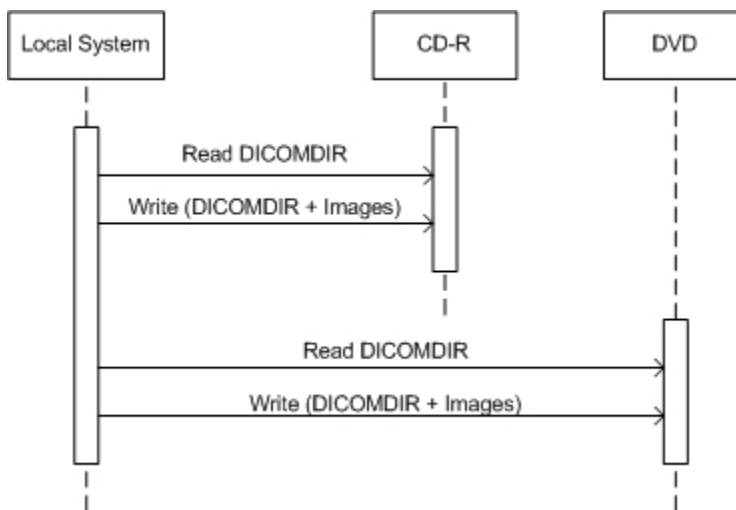 Local System
CD-R
DVD
Read DICOMDIR
Write (DICOMDIR + Images)
Read DICOMDIR
Write (DICOMDIR + Images)